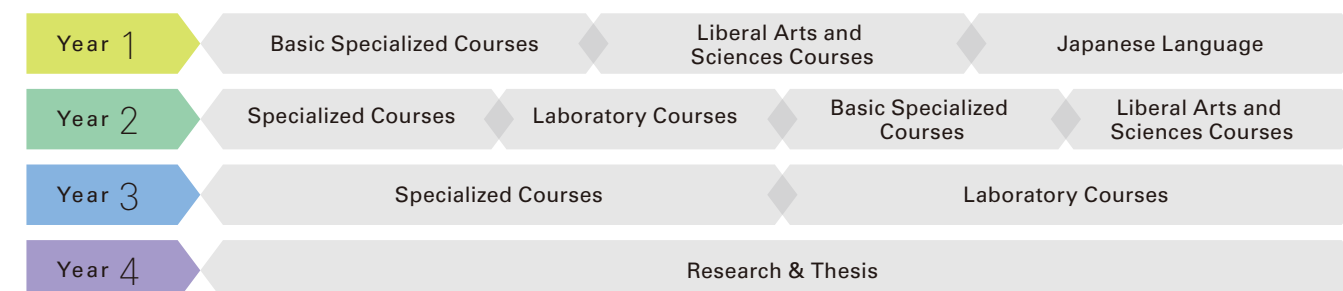 Year 1
Basic Specialized Courses
Liberal Arts and
Sciences Courses
Japanese Language
Year 2
Specialized Courses
Laboratory Courses
Basic Specialized
Courses
Liberal Arts and
Sciences Courses
Year 3
Specialized Courses
Laboratory Courses
Year 4
Research & Thesis